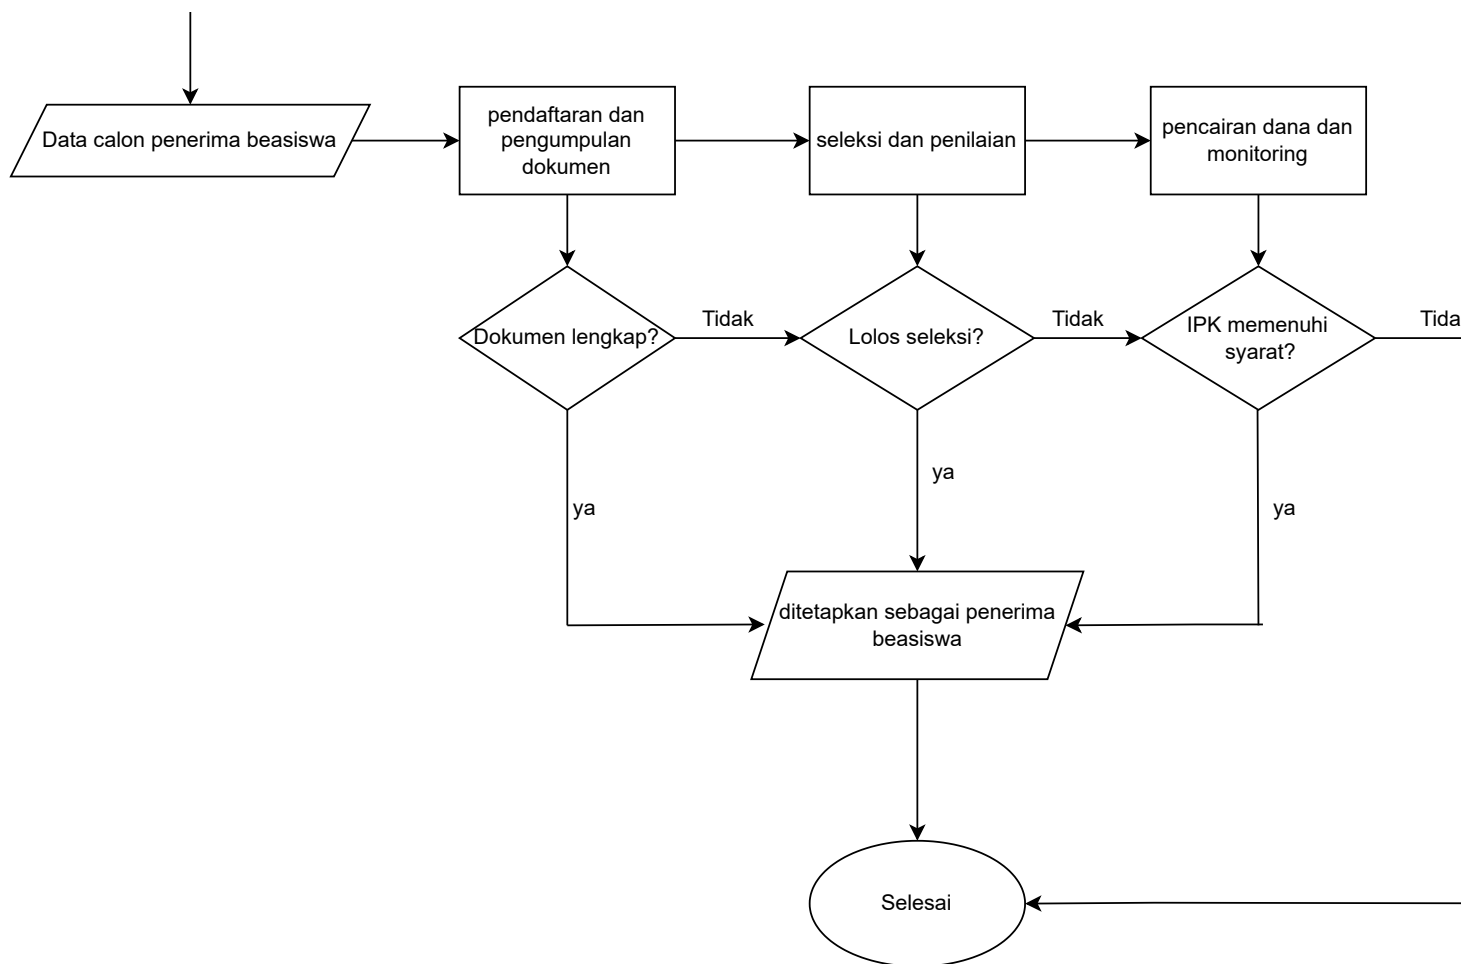 Data calon penerima beasiswa
pendaftaran dan
pengumpulan
dokumen
seleksi dan penilaian
pencairan dana dan
monitoring
Dokumen lengkap?
Tidak
Lolos seleksi?
Tidak
IPK memenuhi
syarat?
Tida
ya
ya
ya
ditetapkan sebagai penerima
beasiswa
Selesai